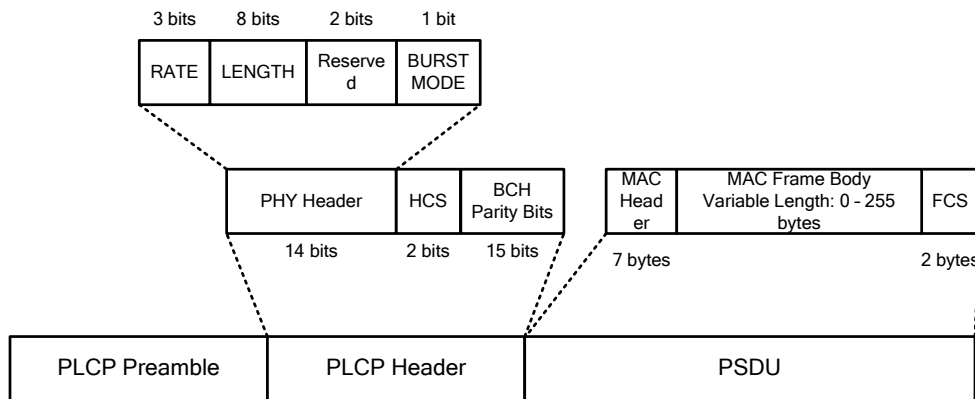 3 bits 8 bits 2 bits 1 bit
RATE LENGTH Reserve
d BURST
MODE
PHY Header HCS BCH
Parity Bits
MAC
Head
er MAC Frame Body
Variable Length: 0 - 255
bytes FCS
14 bits 2 bits 15 bits 7 bytes 2 bytes
PLCP Preamble PLCP Header PSDU